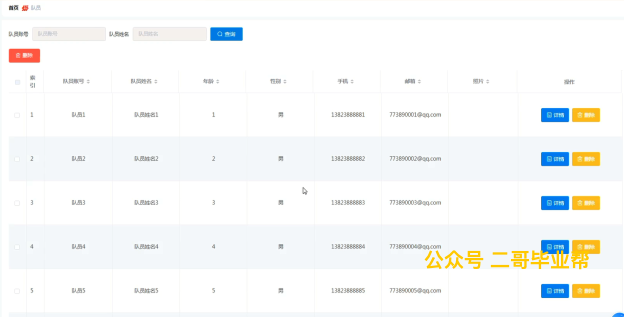 首页 队员
队员账号 队员账号 队员姓名 队员姓名 查询
删除
索引 队员账号 队员姓名 年龄 性别 手机 邮箱 照片 操作
1 队员1 队员姓名1 1 男 13823888881 773890001@qq.com 详情 删除
2 队员2 队员姓名2 2 男 13823888882 773890002@qq.com 详情 删除
3 队员3 队员姓名3 3 男 13823888883 773890003@qq.com 详情 删除
4 队员4 队员姓名4 4 男 13823888884 773890004@qq.com 详情 删除
公众号 二哥毕业帮
5 队员5 队员姓名5 5 男 13823888885 773890005@qq.com 详情 删除